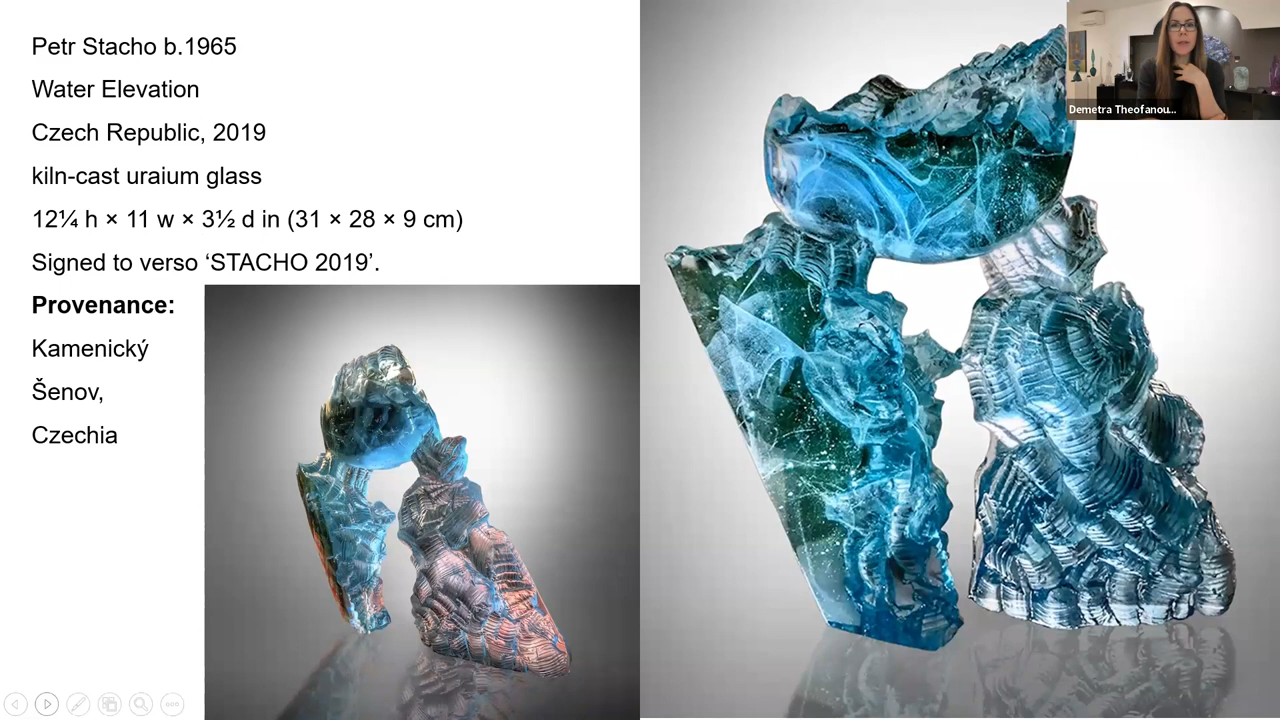 Petr Stacho b.1965
Water Elevation
Czech Republic, 2019
kiln-cast uraium glass
12¼ h × 11 w × 3½ d in (31 × 28 × 9 cm)
Signed to verso ‘STACHO 2019’.
Provenance:
Kamenický
Šenov,
Czechia
Demetra Theofanou...